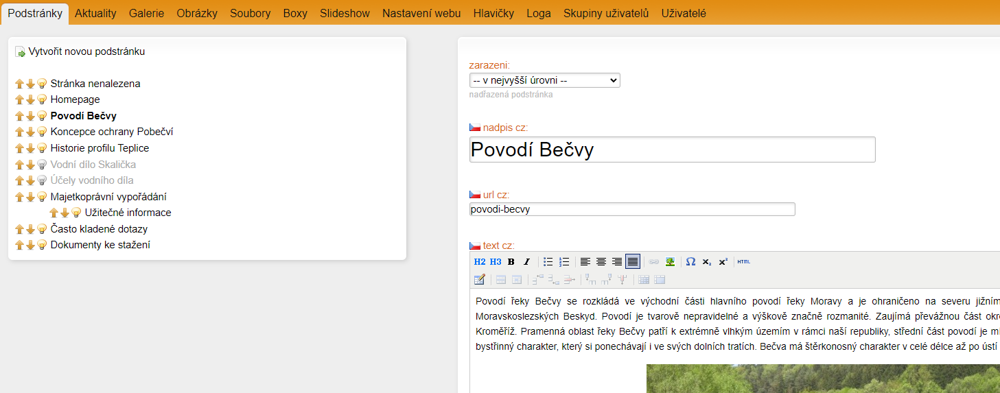 Podstránky Aktuality Galerie Obrázky Soubory Boxy Slideshow Nastavení webu Hlavičky Loga Skupiny uživatelů Uživatelé
Vytvořit novou podstránku
Stránka nenalezena
Homepage
Povodí Bečvy
Koncepce ochrany Pobečví
Historie profilu Teplice
Vodní dílo Skalička
Účely vodního díla
Majetkoprávní vypořádání
Užitečné informace
Často kladené dotazy
Dokumenty ke stažení
zarazeni:
-- v nejvyšší úrovni --
nadřazená podstránka
nadpis cz:
Povodí Bečvy
url cz:
povodi-becvy
text cz:
H2 H3 B I Ω x₂ x² HTML
Povodí řeky Bečvy se rozkládá ve východní části hlavního povodí řeky Moravy a je ohraničeno na severu jižním
Moravskoslezských Beskyd. Povodí je tvarově nepravidelné a výškově značně rozmanité. Zaujímá převážnou část okre
Kroměříž. Pramenná oblast řeky Bečvy patří k extrémně vlhkým územím v rámci naší republiky, střední část povodí je mí
bystřinný charakter, který si ponechávají i ve svých dolních tratích. Bečva má štěrkonosný charakter v celé délce až po ústí